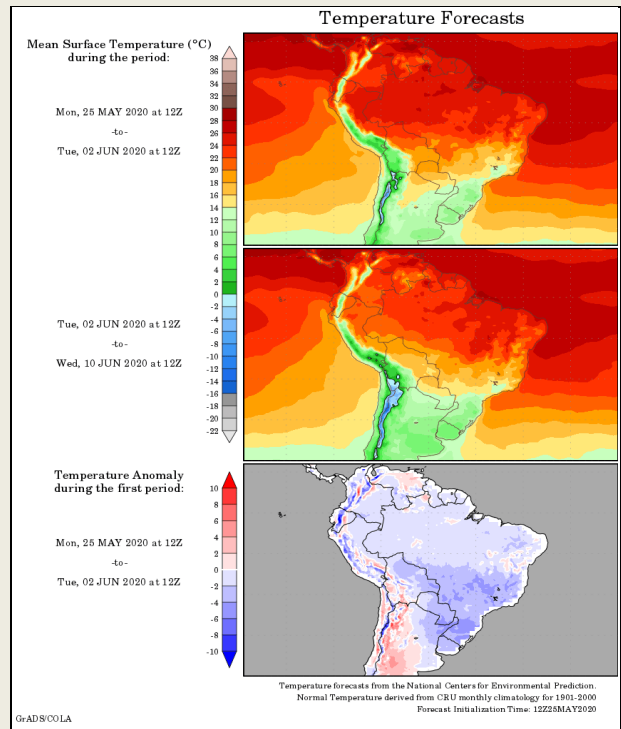 Temperature Forecasts
Mean Surface Temperature (°C)
during the period:
Mon, 25 MAY 2020 at 12Z
-to-
Tue, 02 JUN 2020 at 12Z
38
36
34
32
30
28
26
24
22
20
18
16
14
12
10
8
6
4
2
0
-2
-4
-6
-8
-10
-12
-14
-16
-18
-20
-22
Tue, 02 JUN 2020 at 12Z
-to-
Wed, 10 JUN 2020 at 12Z
Temperature Anomaly
during the first period:
Mon, 25 MAY 2020 at 12Z
-to-
Tue, 02 JUN 2020 at 12Z
10
8
6
4
2
0
-2
-4
-6
-8
-10
Temperature forecasts from the National Centers for Environmental Prediction.
Normal Temperature derived from CRU monthly climatology for 1901-2000
Forecast Initialization Time: 12Z25MAY2020
GrADS/COLA